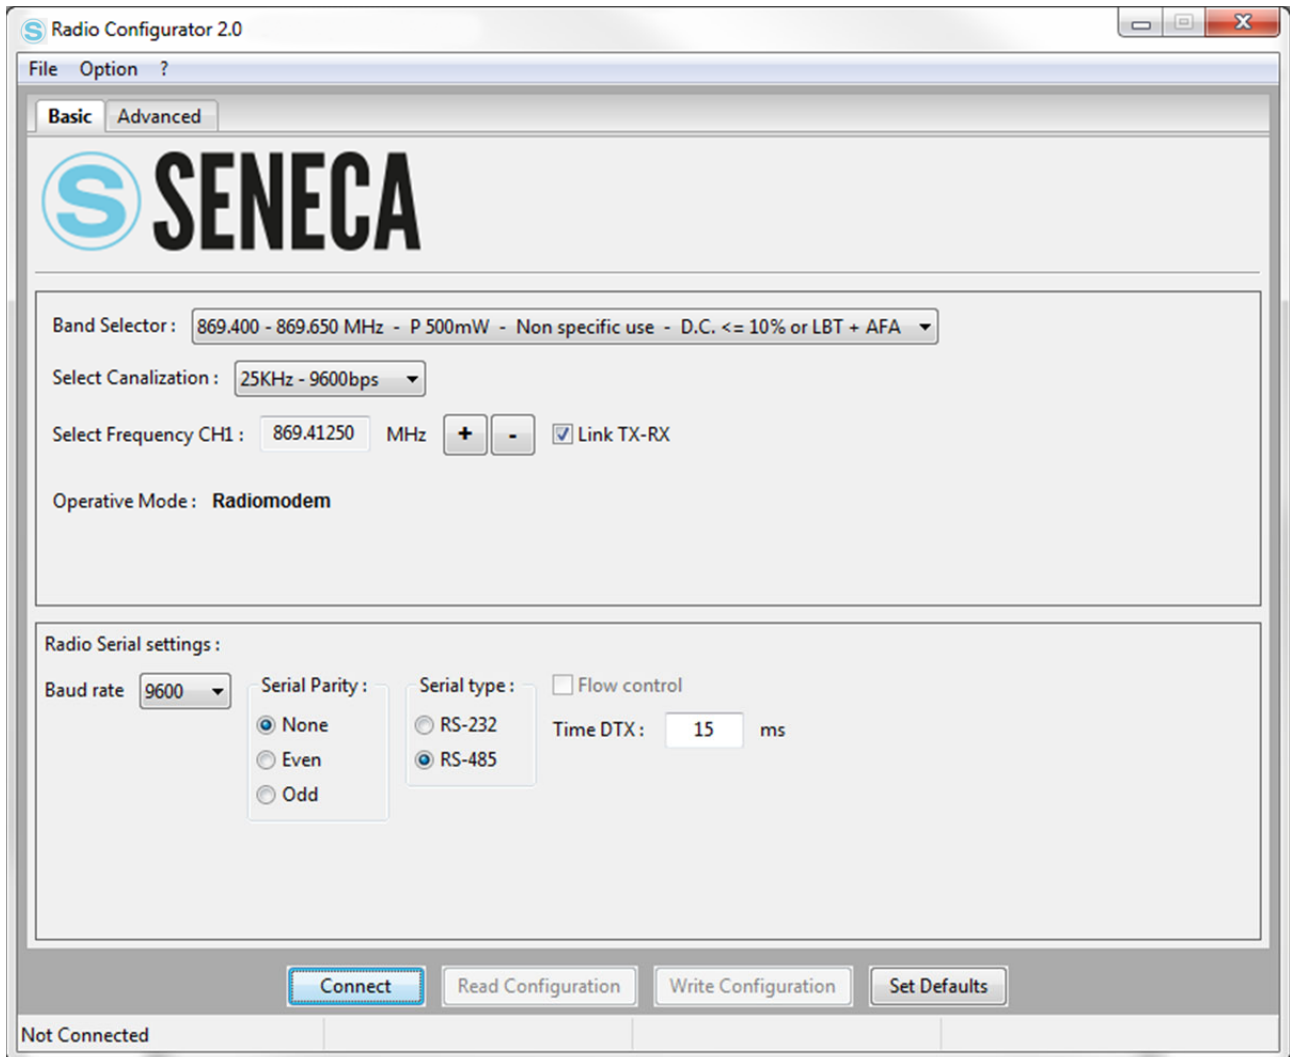 S Radio Configurator 2.0
File Option ?
Basic Advanced
S SENECA
Band Selector : 869.400 - 869.650 MHz - P 500mW - Non specific use - D.C. <= 10% or LBT + AFA
Select Canalization : 25KHz - 9600bps
Select Frequency CH1 : 869.41250 MHz + - Link TX-RX
Operative Mode : Radiomodem
Radio Serial settings :
Baud rate 9600 Serial Parity : Serial type : Flow control
None RS-232 Time DTX : 15 ms
Even RS-485
Odd
Connect Read Configuration Write Configuration Set Defaults
Not Connected